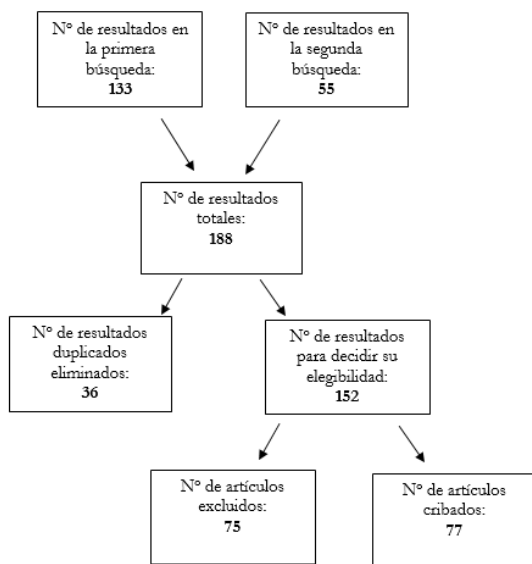 Nº de resultados en
la primera
búsqueda:
133
Nº de resultados en
la segunda
búsqueda:
55
Nº de resultados
totales:
188
Nº de resultados
duplicados
eliminados:
36
Nº de resultados
para decidir su
elegibilidad:
152
Nº de artículos
excluidos:
75
Nº de artículos
cribados:
77